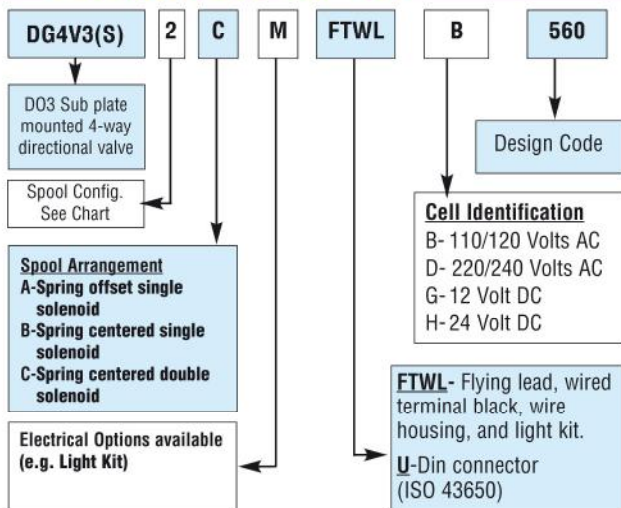 DG4V3(S) 2 C M FTWL B 560
DO3 Sub plate
mounted 4-way
directional valve
Spool Config.
See Chart
Spool Arrangement
A-Spring offset single
solenoid
B-Spring centered single
solenoid
C-Spring centered double
solenoid
Electrical Options available
(e.g. Light Kit)
Design Code
Cell Identification
B- 110/120 Volts AC
D- 220/240 Volts AC
G- 12 Volt DC
H- 24 Volt DC
FTWL- Flying lead, wired
terminal black, wire
housing, and light kit.
U-Din connector
(ISO 43650)